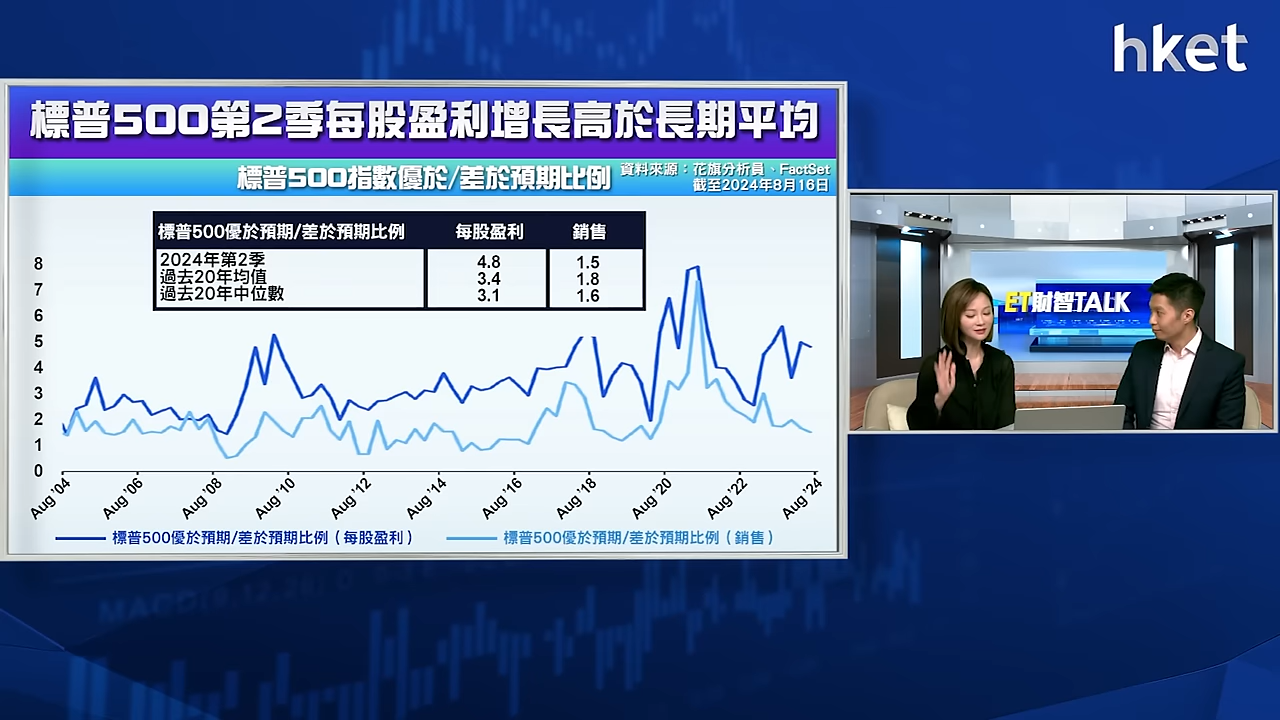 hket
標普500第2季每股盈利增長高於長期平均
標普500指數優於/差於預期比例
資料來源：花旗分析員、FactSet
截至2024年8月16日
標普500優於預期/差於預期比例 每股盈利 銷售
2024年第2季 4.8 1.5
過去20年均值 3.4 1.8
過去20年中位數 3.1 1.6
8
7
6
5
4
3
2
1
0
Aug '04 Aug '06 Aug '08 Aug '10 Aug '12 Aug '14 Aug '16 Aug '18 Aug '20 Aug '22 Aug '24
標普500優於預期/差於預期比例（每股盈利） 標普500優於預期/差於預期比例（銷售）
ET財智TALK